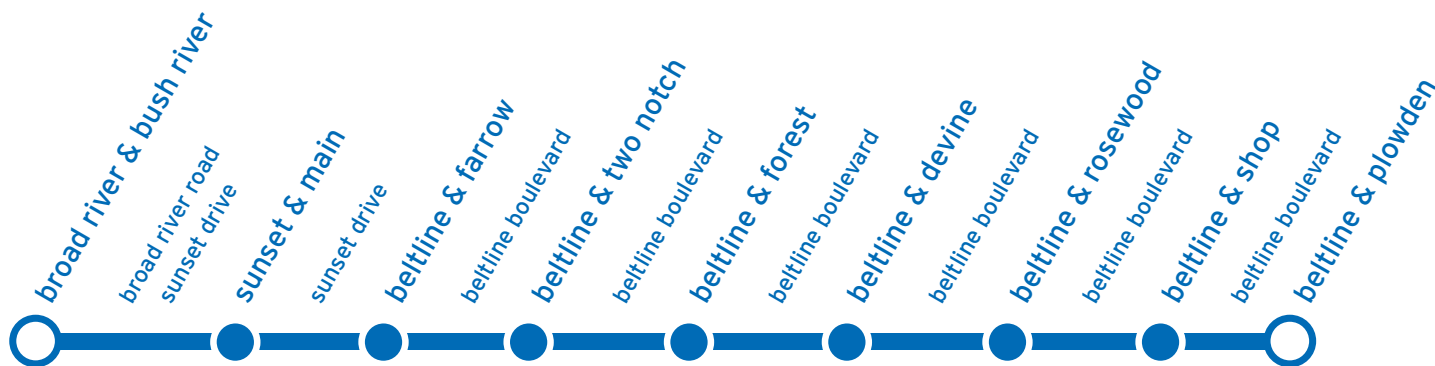 broad river & bush river
broad river road
sunset drive
sunset & main
sunset drive
beltline & farrow
beltline boulevard
beltline & two notch
beltline boulevard
beltline & forest
beltline boulevard
beltline & devine
beltline boulevard
beltline & rosewood
beltline boulevard
beltline & shop
beltline boulevard
beltline & plowden